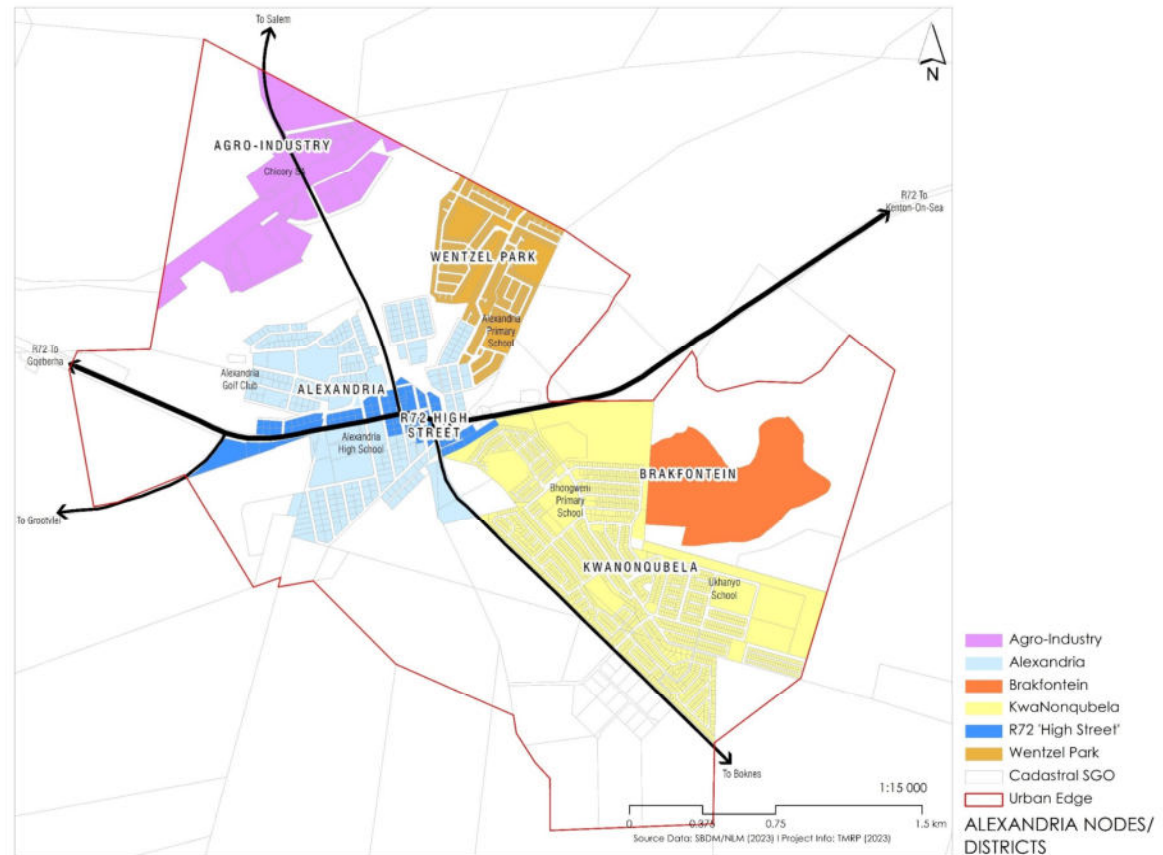 To Salem
N
AGRO-INDUSTRY
Chicory SA
R72 To
Kenton-On-Sea
WENTZEL PARK
Alexandria
Primary
School
R72 To
Gqeberha
Alexandria
Golf Club
ALEXANDRIA
R72 HIGH
STREET
Alexandria
High School
BRAKFONTEIN
Bhongweni
Primary
School
To Grootvlei
KWANONQUBELA
Ukhanyo
School
To Boknes
1:15 000
0 0.375 0.75 1.5 km
Source Data: SBDM/NLM (2023) I Project Info: TMRP (2023)
Agro-Industry
Alexandria
Brakfontein
KwaNonqubela
R72 'High Street'
Wentzel Park
Cadastral SGO
Urban Edge
ALEXANDRIA NODES/
DISTRICTS